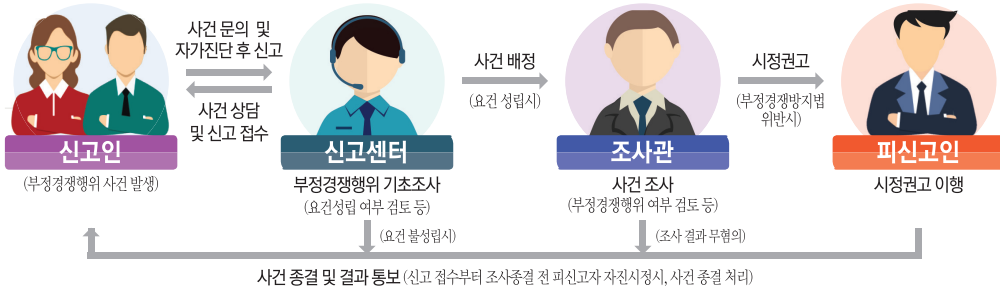 사건 문의 및
자가진단 후 신고
사건 상담
및 신고 접수
사건 배정
(요건 성립시)
시정권고
(부정경쟁방지법
위반시)
신고인
신고센터
조사관
피신고인
(부정경쟁행위 사건 발생)
부정경쟁행위 기초조사
(요건성립 여부 검토 등)
사건 조사
(부정경쟁행위 여부 검토 등)
시정권고 이행
(요건 불성립시)
(조사 결과 무혐의)
사건 종결 및 결과 통보 (신고 접수부터 조사종결 전 피신고자 자진시정시, 사건 종결 처리)